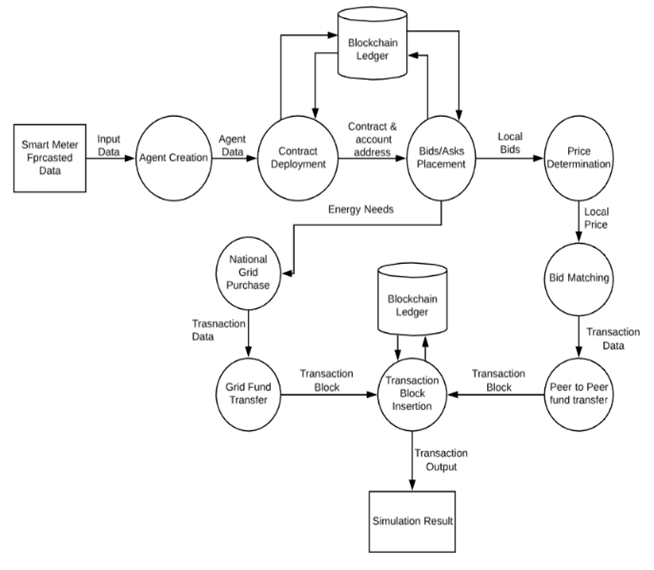 Blockchain
Ledger
Smart Meter
Fprcasted
Data
Input
Data
Agent Creation
Agent
Data
Contract
Deployment
Contract &
account
address
Bids/Asks
Placement
Local
Bids
Price
Determination
Energy Needs
Local
Price
National
Grid
Purchase
Blockchain
Ledger
Bid Matching
Trasnaction
Data
Transaction
Data
Grid Fund
Transfer
Transaction
Block
Transaction
Block
Insertion
Transaction
Block
Peer to Peer
fund transfer
Transaction
Output
Simulation Result